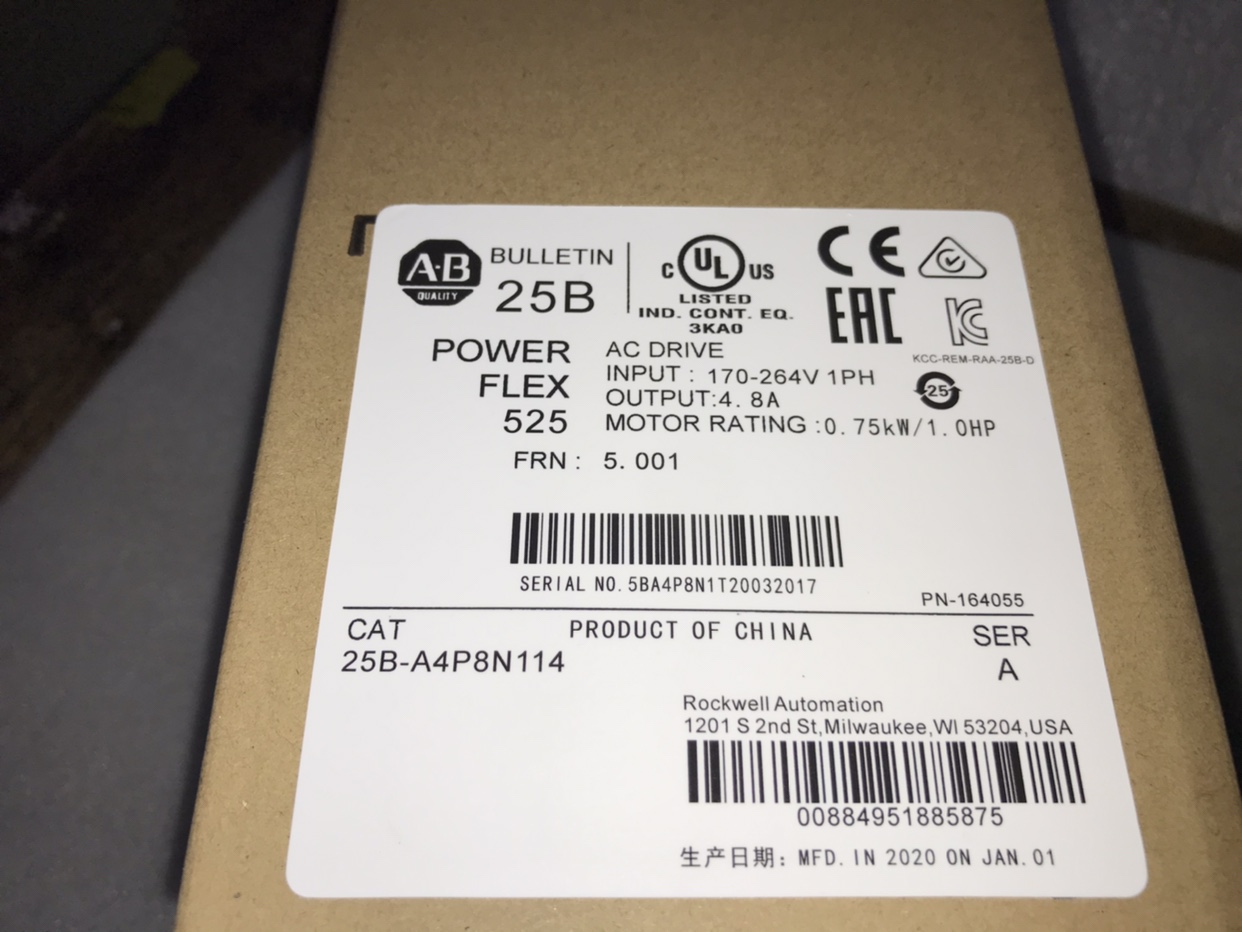 A-B
QUALITY
BULLETIN
25B
C UL US
LISTED
IND. CONT. EQ.
3KA0
CE
EAC
KC
KCC-REM-RAA-25B-D
25
POWER
FLEX
525
AC DRIVE
INPUT : 170-264V 1PH
OUTPUT:4. 8A
MOTOR RATING :0. 75kW/1. 0HP
FRN : 5. 001
SERIAL NO. 5BA4P8N1T20032017
PN-164055
CAT PRODUCT OF CHINA SER
25B-A4P8N114 A
Rockwell Automation
1201 S 2nd St,Milwaukee,WI 53204,USA
00884951885875
生产日期: MFD. IN 2020 ON JAN. 01